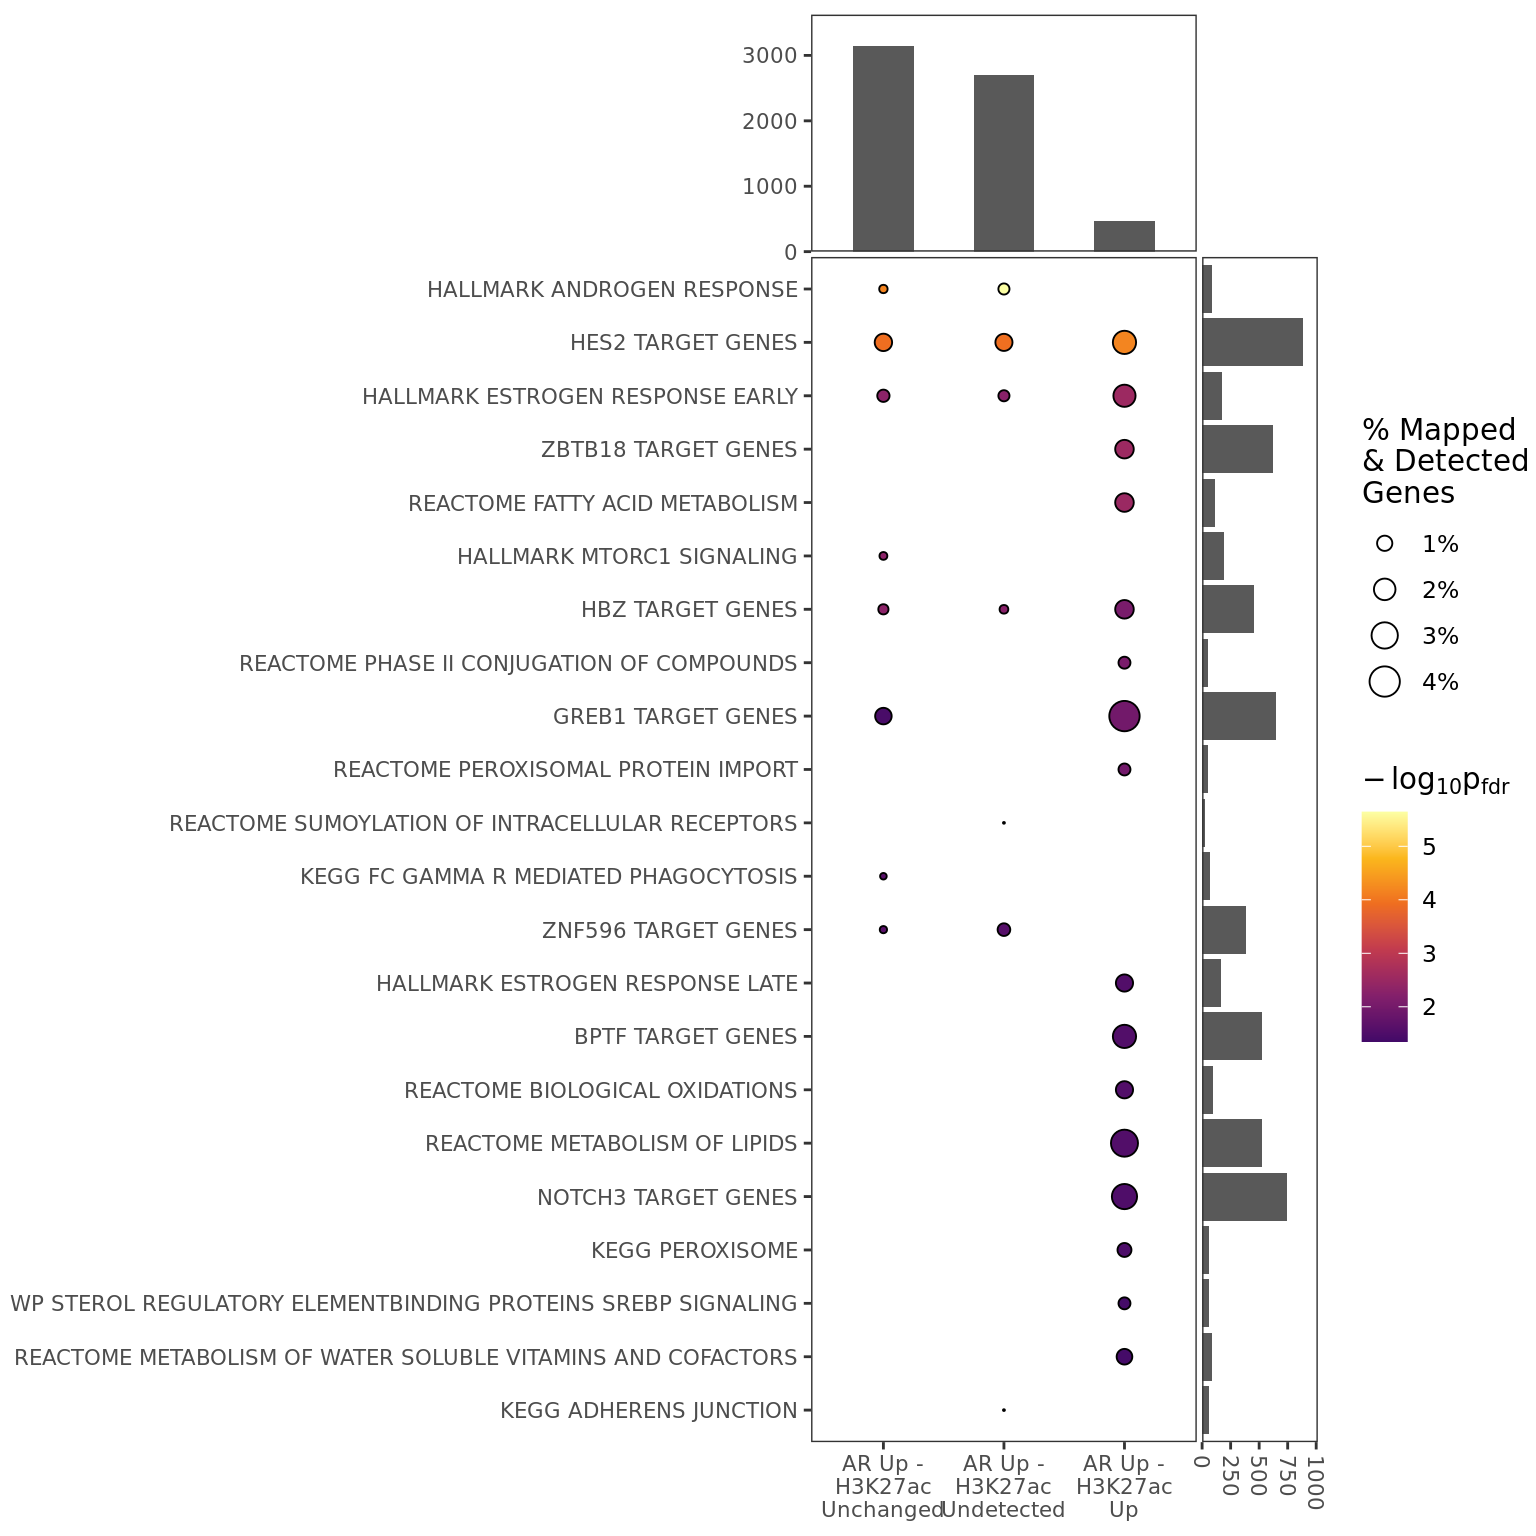 3000
2000
1000
0
HALLMARK ANDROGEN RESPONSE
HES2 TARGET GENES
HALLMARK ESTROGEN RESPONSE EARLY
ZBTB18 TARGET GENES
REACTOME FATTY ACID METABOLISM
HALLMARK MTORC1 SIGNALING
HBZ TARGET GENES
REACTOME PHASE II CONJUGATION OF COMPOUNDS
GREB1 TARGET GENES
REACTOME PEROXISOMAL PROTEIN IMPORT
REACTOME SUMOYLATION OF INTRACELLULAR RECEPTORS
KEGG FC GAMMA R MEDIATED PHAGOCYTOSIS
ZNF596 TARGET GENES
HALLMARK ESTROGEN RESPONSE LATE
BPTF TARGET GENES
REACTOME BIOLOGICAL OXIDATIONS
REACTOME METABOLISM OF LIPIDS
NOTCH3 TARGET GENES
KEGG PEROXISOME
WP STEROL REGULATORY ELEMENTBINDING PROTEINS SREBP SIGNALING
REACTOME METABOLISM OF WATER SOLUBLE VITAMINS AND COFACTORS
KEGG ADHERENS JUNCTION
AR Up -
H3K27ac
Unchanged
AR Up -
H3K27ac
Undetected
AR Up -
H3K27ac
Up
0
250
500
750
1000
% Mapped
& Detected
Genes
1%
2%
3%
4%
− log10pfdr
5
4
3
2